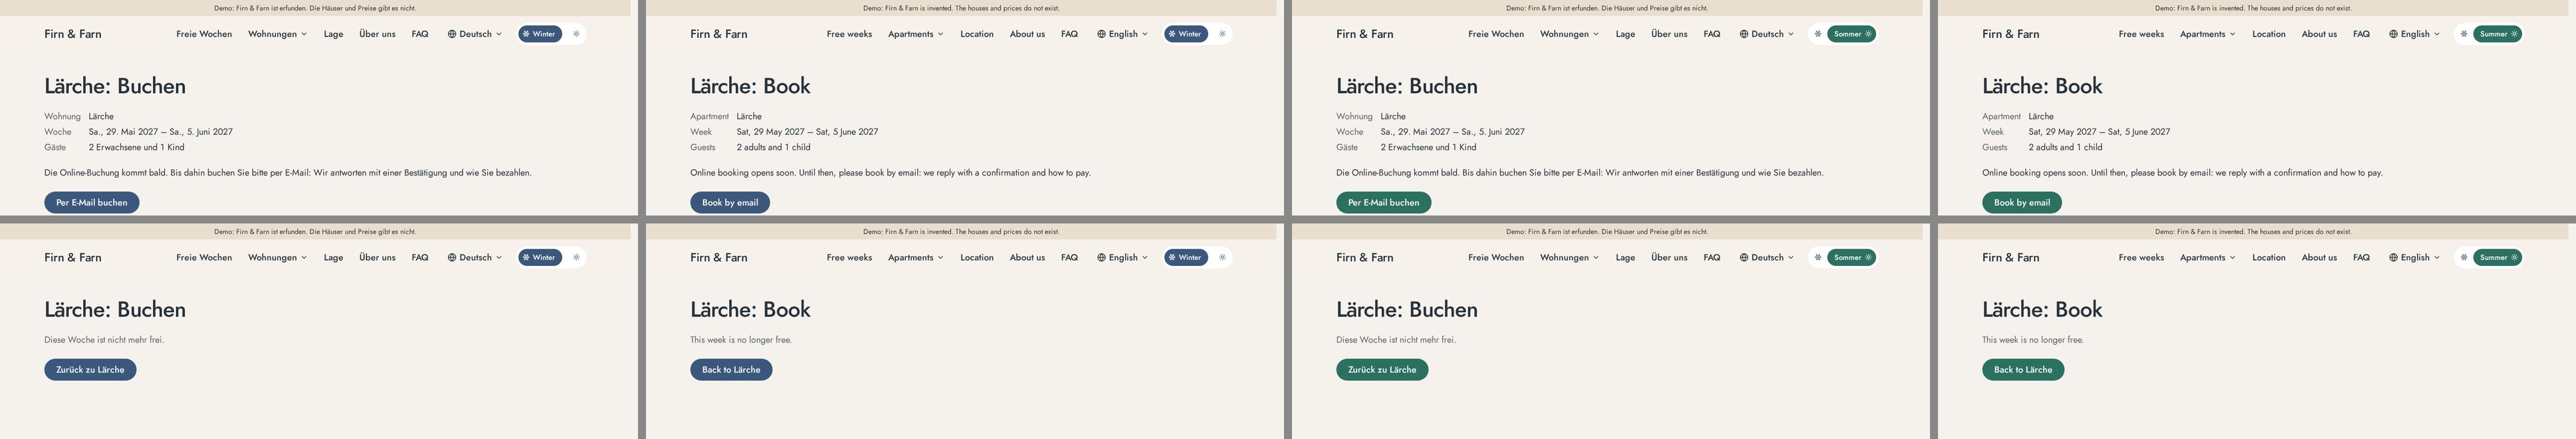 Demo: Firn & Farn ist erfunden. Die Häuser und Preise gibt es nicht.
Firn & Farn Freie Wochen Wohnungen Lage Über uns FAQ Deutsch Winter
Lärche: Buchen
Wohnung Lärche
Woche Sa., 29. Mai 2027 – Sa., 5. Juni 2027
Gäste 2 Erwachsene und 1 Kind
Die Online-Buchung kommt bald. Bis dahin buchen Sie bitte per E-Mail: Wir antworten mit einer Bestätigung und wie Sie bezahlen.
Per E-Mail buchen
Demo: Firn & Farn is invented. The houses and prices do not exist.
Firn & Farn Free weeks Apartments Location About us FAQ English Winter
Lärche: Book
Apartment Lärche
Week Sat, 29 May 2027 – Sat, 5 June 2027
Guests 2 adults and 1 child
Online booking opens soon. Until then, please book by email: we reply with a confirmation and how to pay.
Book by email
Demo: Firn & Farn ist erfunden. Die Häuser und Preise gibt es nicht.
Firn & Farn Freie Wochen Wohnungen Lage Über uns FAQ Deutsch Sommer
Lärche: Buchen
Wohnung Lärche
Woche Sa., 29. Mai 2027 – Sa., 5. Juni 2027
Gäste 2 Erwachsene und 1 Kind
Die Online-Buchung kommt bald. Bis dahin buchen Sie bitte per E-Mail: Wir antworten mit einer Bestätigung und wie Sie bezahlen.
Per E-Mail buchen
Demo: Firn & Farn is invented. The houses and prices do not exist.
Firn & Farn Free weeks Apartments Location About us FAQ English Summer
Lärche: Book
Apartment Lärche
Week Sat, 29 May 2027 – Sat, 5 June 2027
Guests 2 adults and 1 child
Online booking opens soon. Until then, please book by email: we reply with a confirmation and how to pay.
Book by email
Demo: Firn & Farn ist erfunden. Die Häuser und Preise gibt es nicht.
Firn & Farn Freie Wochen Wohnungen Lage Über uns FAQ Deutsch Winter
Lärche: Buchen
Diese Woche ist nicht mehr frei.
Zurück zu Lärche
Demo: Firn & Farn is invented. The houses and prices do not exist.
Firn & Farn Free weeks Apartments Location About us FAQ English Winter
Lärche: Book
This week is no longer free.
Back to Lärche
Demo: Firn & Farn ist erfunden. Die Häuser und Preise gibt es nicht.
Firn & Farn Freie Wochen Wohnungen Lage Über uns FAQ Deutsch Sommer
Lärche: Buchen
Diese Woche ist nicht mehr frei.
Zurück zu Lärche
Demo: Firn & Farn is invented. The houses and prices do not exist.
Firn & Farn Free weeks Apartments Location About us FAQ English Summer
Lärche: Book
This week is no longer free.
Back to Lärche